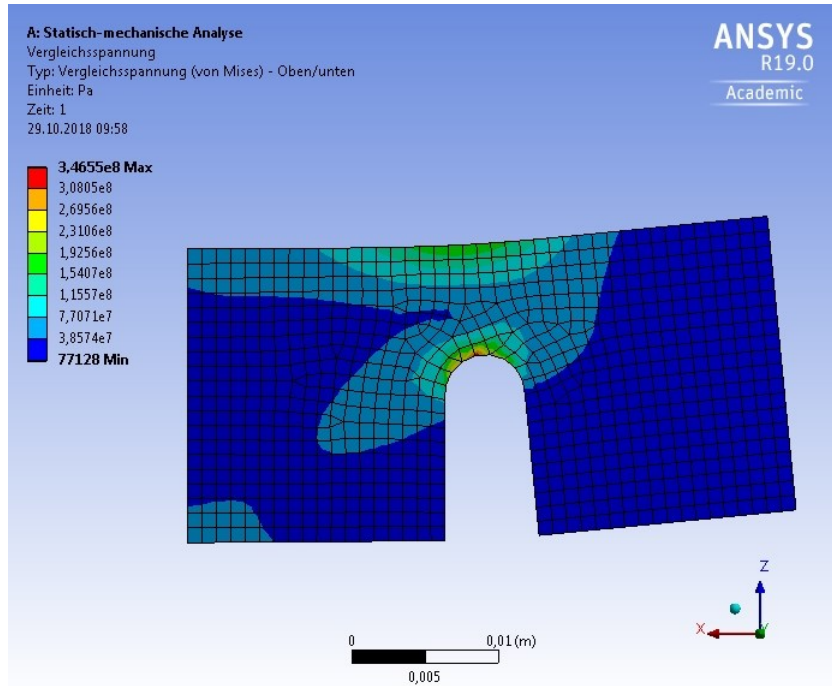 A: Statisch-mechanische Analyse
Vergleichsspannung
Typ: Vergleichsspannung (von Mises) - Oben/unten
Einheit: Pa
Zeit: 1
29.10.2018 09:58
ANSYS
R19.0
Academic
3,4655e8 Max
3,0805e8
2,6956e8
2,3106e8
1,9256e8
1,5407e8
1,1557e8
7,7071e7
3,8574e7
77128 Min
Z
X
Y
0
0,01 (m)
0,005